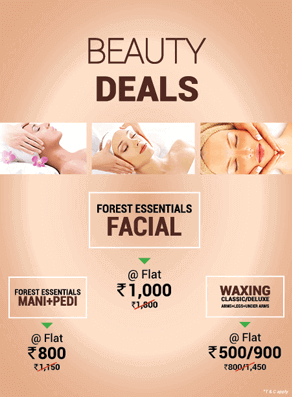 BEAUTY
DEALS
FOREST ESSENTIALS
FACIAL
@ Flat
₹1,000
₹1,800
FOREST ESSENTIALS
MANI+PEDI
@ Flat
₹800
₹1,150
WAXING
CLASSIC/DELUXE
ARMS+LEGS+UNDER ARMS
@ Flat
₹500/900
₹800/1,450
*T & C apply